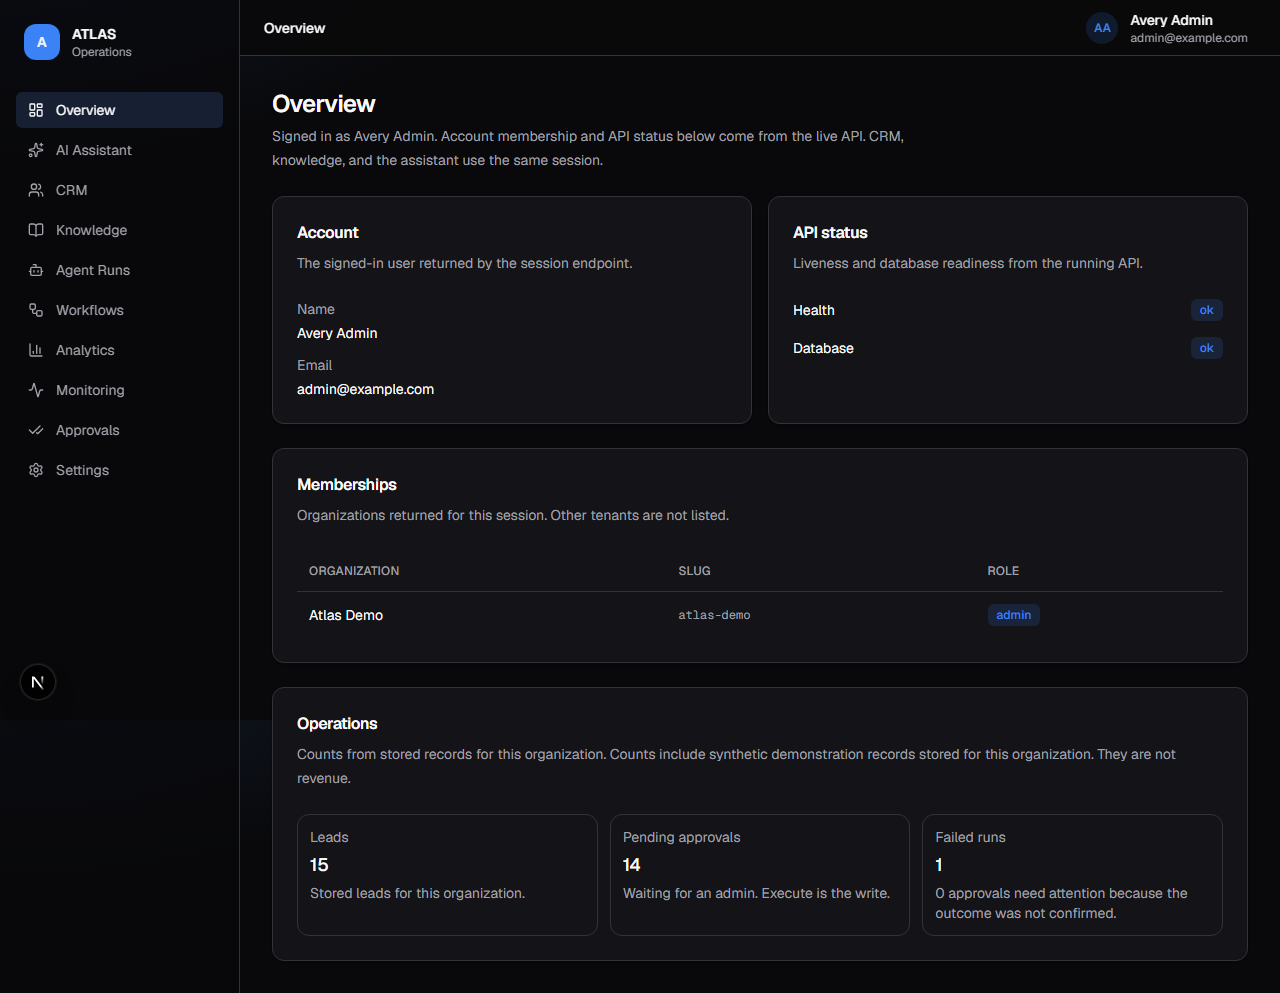 A
ATLAS
Operations
Overview
AI Assistant
CRM
Knowledge
Agent Runs
Workflows
Analytics
Monitoring
Approvals
Settings
N
Overview
AA
Avery Admin
admin@example.com
Overview
Signed in as Avery Admin. Account membership and API status below come from the live API. CRM,
knowledge, and the assistant use the same session.
Account
The signed-in user returned by the session endpoint.
Name
Avery Admin
Email
admin@example.com
API status
Liveness and database readiness from the running API.
Health ok
Database ok
Memberships
Organizations returned for this session. Other tenants are not listed.
ORGANIZATION SLUG ROLE
Atlas Demo atlas-demo admin
Operations
Counts from stored records for this organization. Counts include synthetic demonstration records stored for this organization. They are not
revenue.
Leads
15
Stored leads for this organization.
Pending approvals
14
Waiting for an admin. Execute is the write.
Failed runs
1
0 approvals need attention because the
outcome was not confirmed.